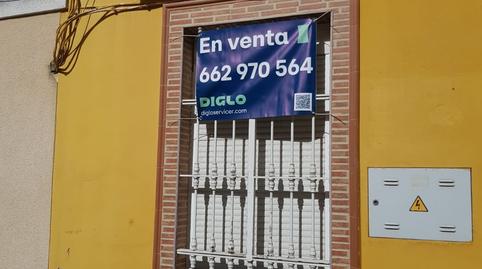 En venta
662 970 564
DIGLO
digloservicer.com